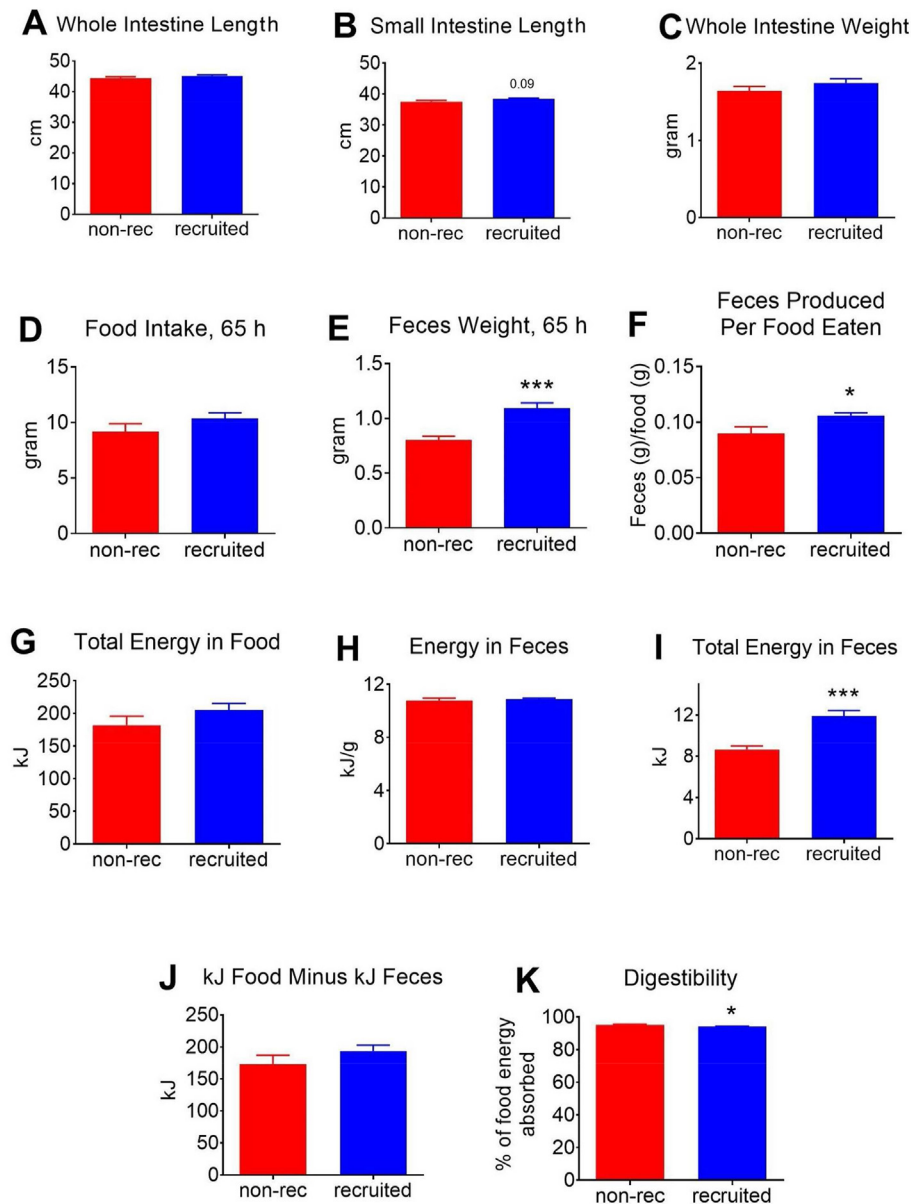 A Whole Intestine Length
50
40
30
20
10
0
cm
non-rec recruited
B Small Intestine Length
50
40
30
20
10
0
cm
0.09
non-rec recruited
C Whole Intestine Weight
2
1
0
gram
non-rec recruited
D Food Intake, 65 h
15
10
5
0
gram
non-rec recruited
E Feces Weight, 65 h
1.5
1.0
0.5
0.0
gram
***
non-rec recruited
F Feces Produced
Per Food Eaten
0.15
0.10
0.05
0.00
Feces (g)/food (g)
*
non-rec recruited
G Total Energy in Food
250
200
150
100
50
0
kJ
non-rec recruited
H Energy in Feces
12
8
4
0
kJ/g
non-rec recruited
I Total Energy in Feces
12
8
4
0
kJ
***
non-rec recruited
J kJ Food Minus kJ Feces
250
200
150
100
50
0
kJ
non-rec recruited
K Digestibility
100
80
60
40
20
0
% of food energy
absorbed
*
non-rec recruited